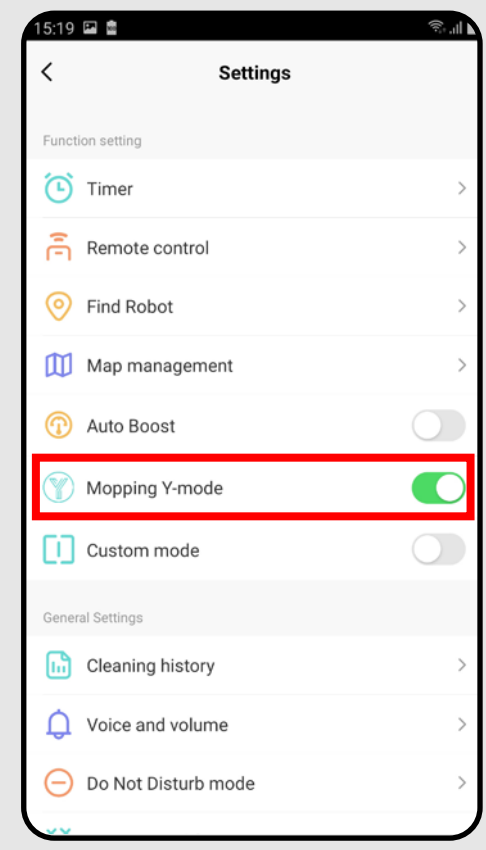 15:19
Settings
Function setting
Timer
Remote control
Find Robot
Map management
Auto Boost
Mopping Y-mode
Custom mode
General Settings
Cleaning history
Voice and volume
Do Not Disturb mode